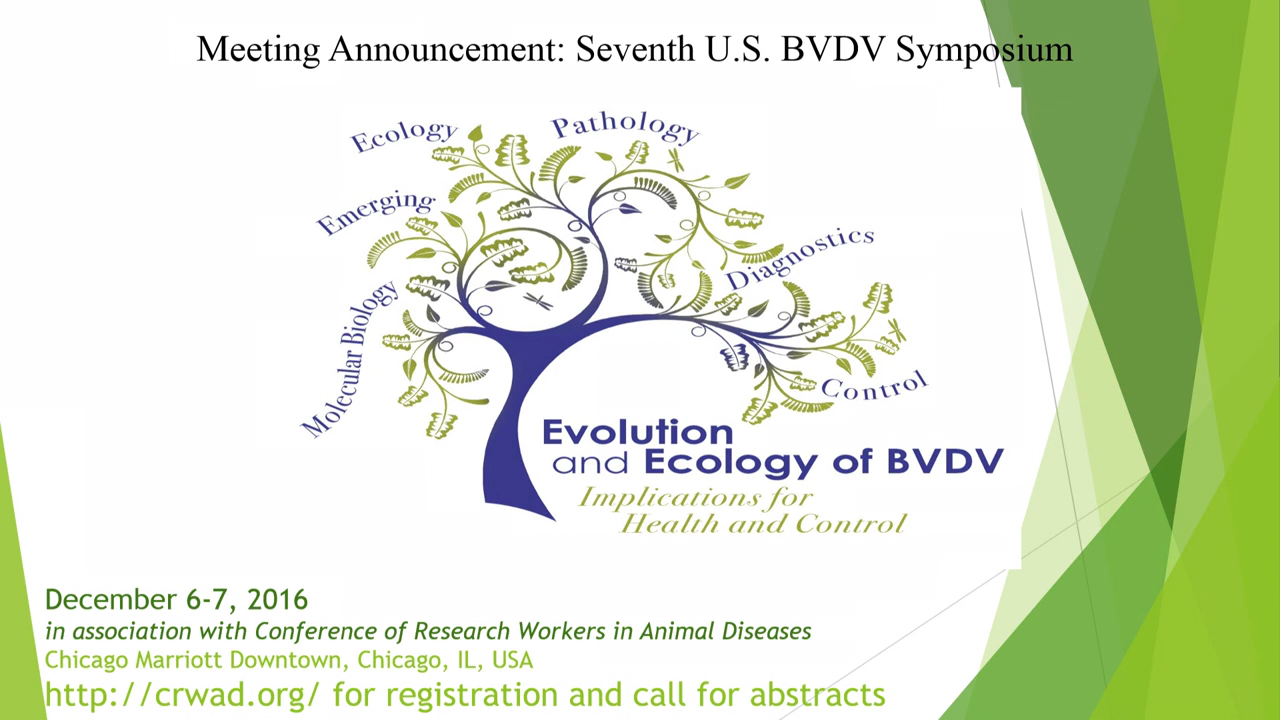 Meeting Announcement: Seventh U.S. BVDV Symposium
Ecology
Pathology
Emerging
Diagnostics
Molecular Biology
Control
Evolution
and Ecology of BVDV
Implications for
Health and Control
December 6-7, 2016
in association with Conference of Research Workers in Animal Diseases
Chicago Marriott Downtown, Chicago, IL, USA
http://crwad.org/ for registration and call for abstracts